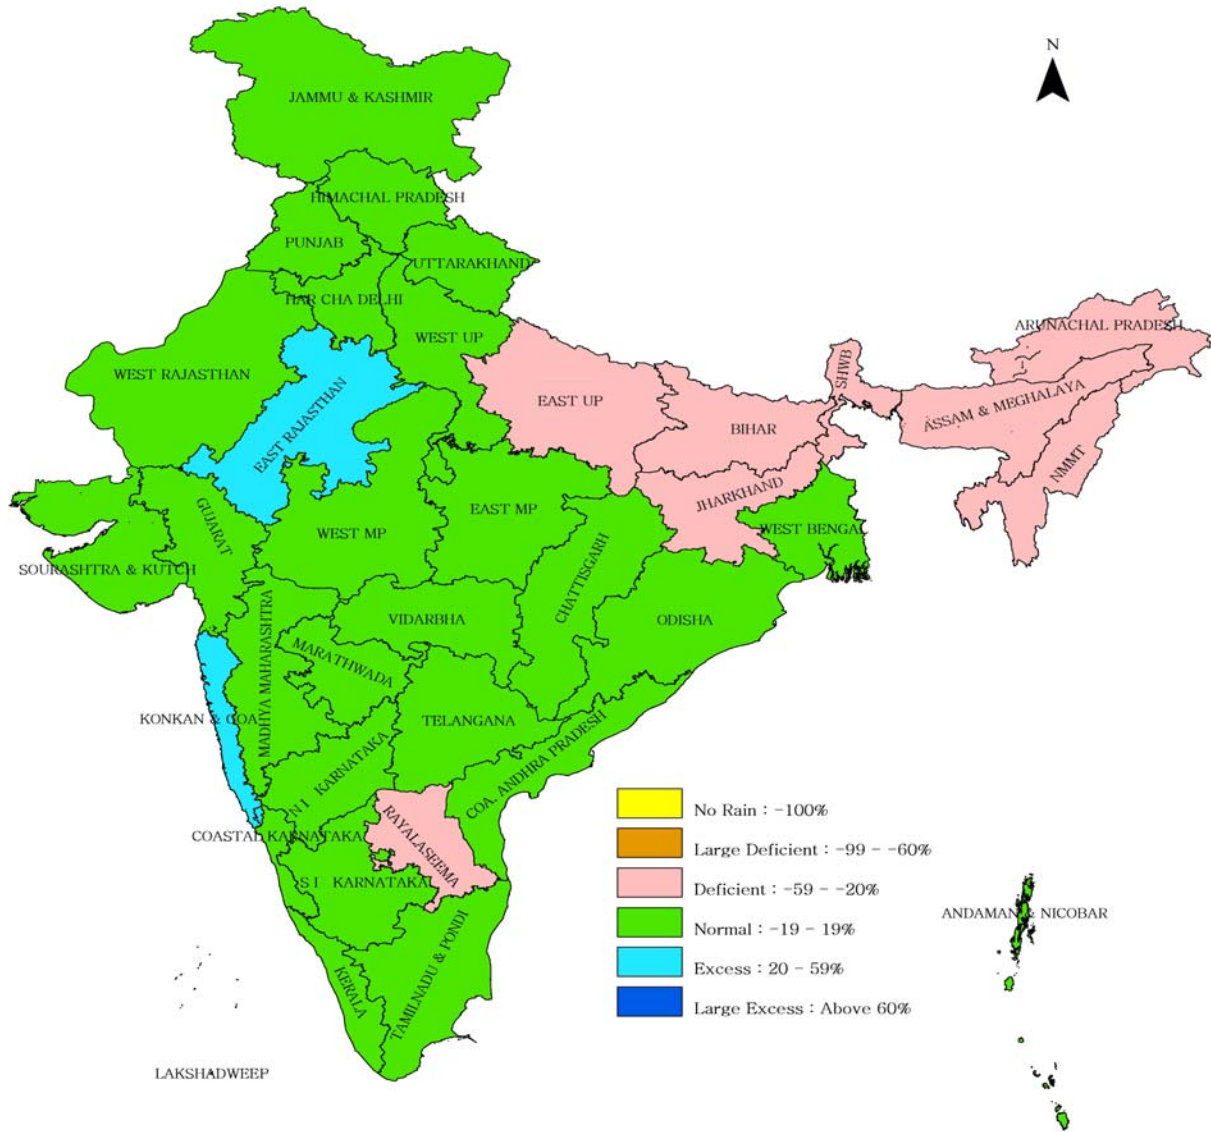 N
JAMMU & KASHMIR
HIMACHAL PRADESH
PUNJAB
UTTARAKHAND
HAR CHA DELHI
ARUNACHAL PRADESH
WEST UP
WEST RAJASTHAN
SHWB
EAST RAJASTHAN
EAST UP
ASSAM & MEGHALAYA
BIHAR
NMMT
JHARKHAND
GUJARAT
EAST MP
WEST MP
WEST BENGAL
SOURASHTRA & KUTCH
CHATTISGARH
VIDARBHA
ODISHA
MADHYA MAHARASHTRA
MARATHWADA
KONKAN & GOA
TELANGANA
COA. ANDHRA PRADESH
N I KARNATAKA
COASTAL KARNATAKA
RAYALASEEMA
S I KARNATAKA
KERALA
TAMILNADU & PONDI
ANDAMAN & NICOBAR
LAKSHADWEEP
No Rain : -100%
Large Deficient : -99 - -60%
Deficient : -59 - -20%
Normal : -19 - 19%
Excess : 20 - 59%
Large Excess : Above 60%